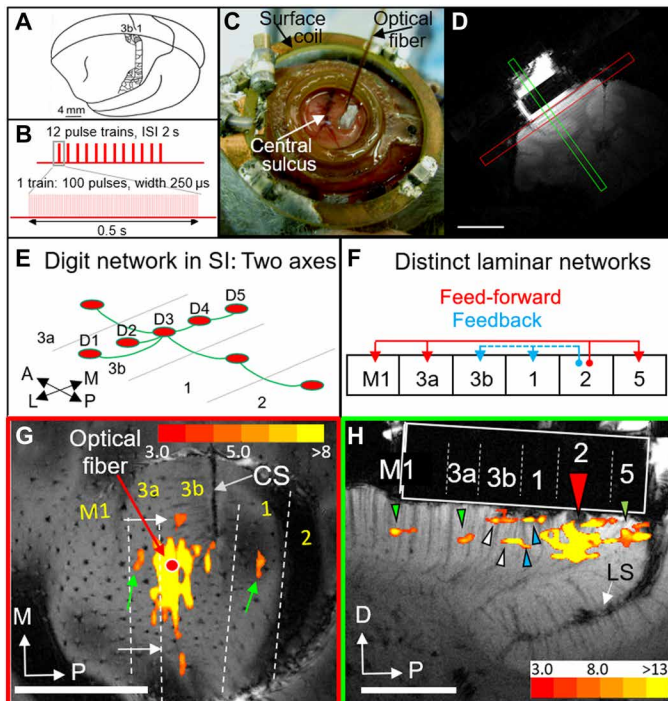 A
3b 1
4 mm
B
12 pulse trains, ISI 2 s
1 train: 100 pulses, width 250 µs
0.5 s
C
Surface
coil
Optical
fiber
Central
sulcus
D
E
Digit network in SI: Two axes
D5
D4
D3
D2
D1
3a
3b
1
2
A
M
L
P
F
Distinct laminar networks
Feed-forward
Feedback
M1 3a 3b 1 2 5
G
Optical
fiber
3.0 5.0 >8
CS
3a 3b
M1
1
2
M
P
H
M1 3a 3b 1 2 5
LS
D
P
3.0 8.0 >13